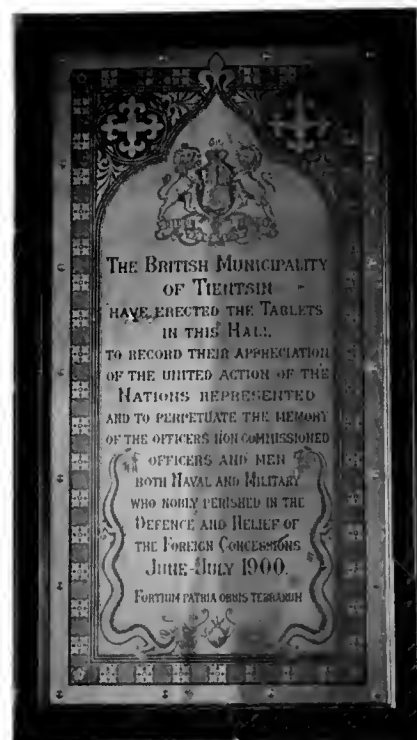 THE BRITISH MUNICIPALITY
OF TIENTSIN
HAVE ERECTED THE TABLETS
IN THIS HALL
TO RECORD THEIR APPRECIATION
OF THE UNITED ACTION OF THE
NATIONS REPRESENTED
AND TO PERPETUATE THE MEMORY
OF THE OFFICERS NON COMMISSIONED
OFFICERS AND MEN
BOTH NAVAL AND MILITARY
WHO NOBLY PERISHED IN THE
DEFENCE AND RELIEF OF
THE FOREIGN CONCESSIONS
JUNE-JULY 1900.
FORTIUM PATRIA ORBIS TERRARUM